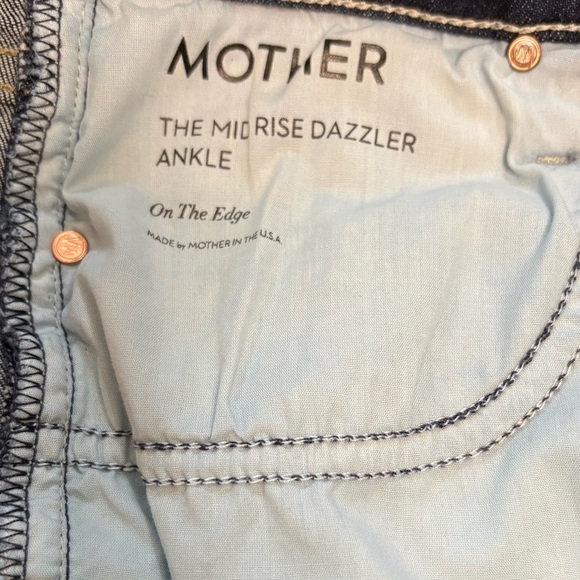 MOTHER
THE MID RISE DAZZLER
ANKLE
On The Edge
MADE by MOTHER IN THE U.S.A.